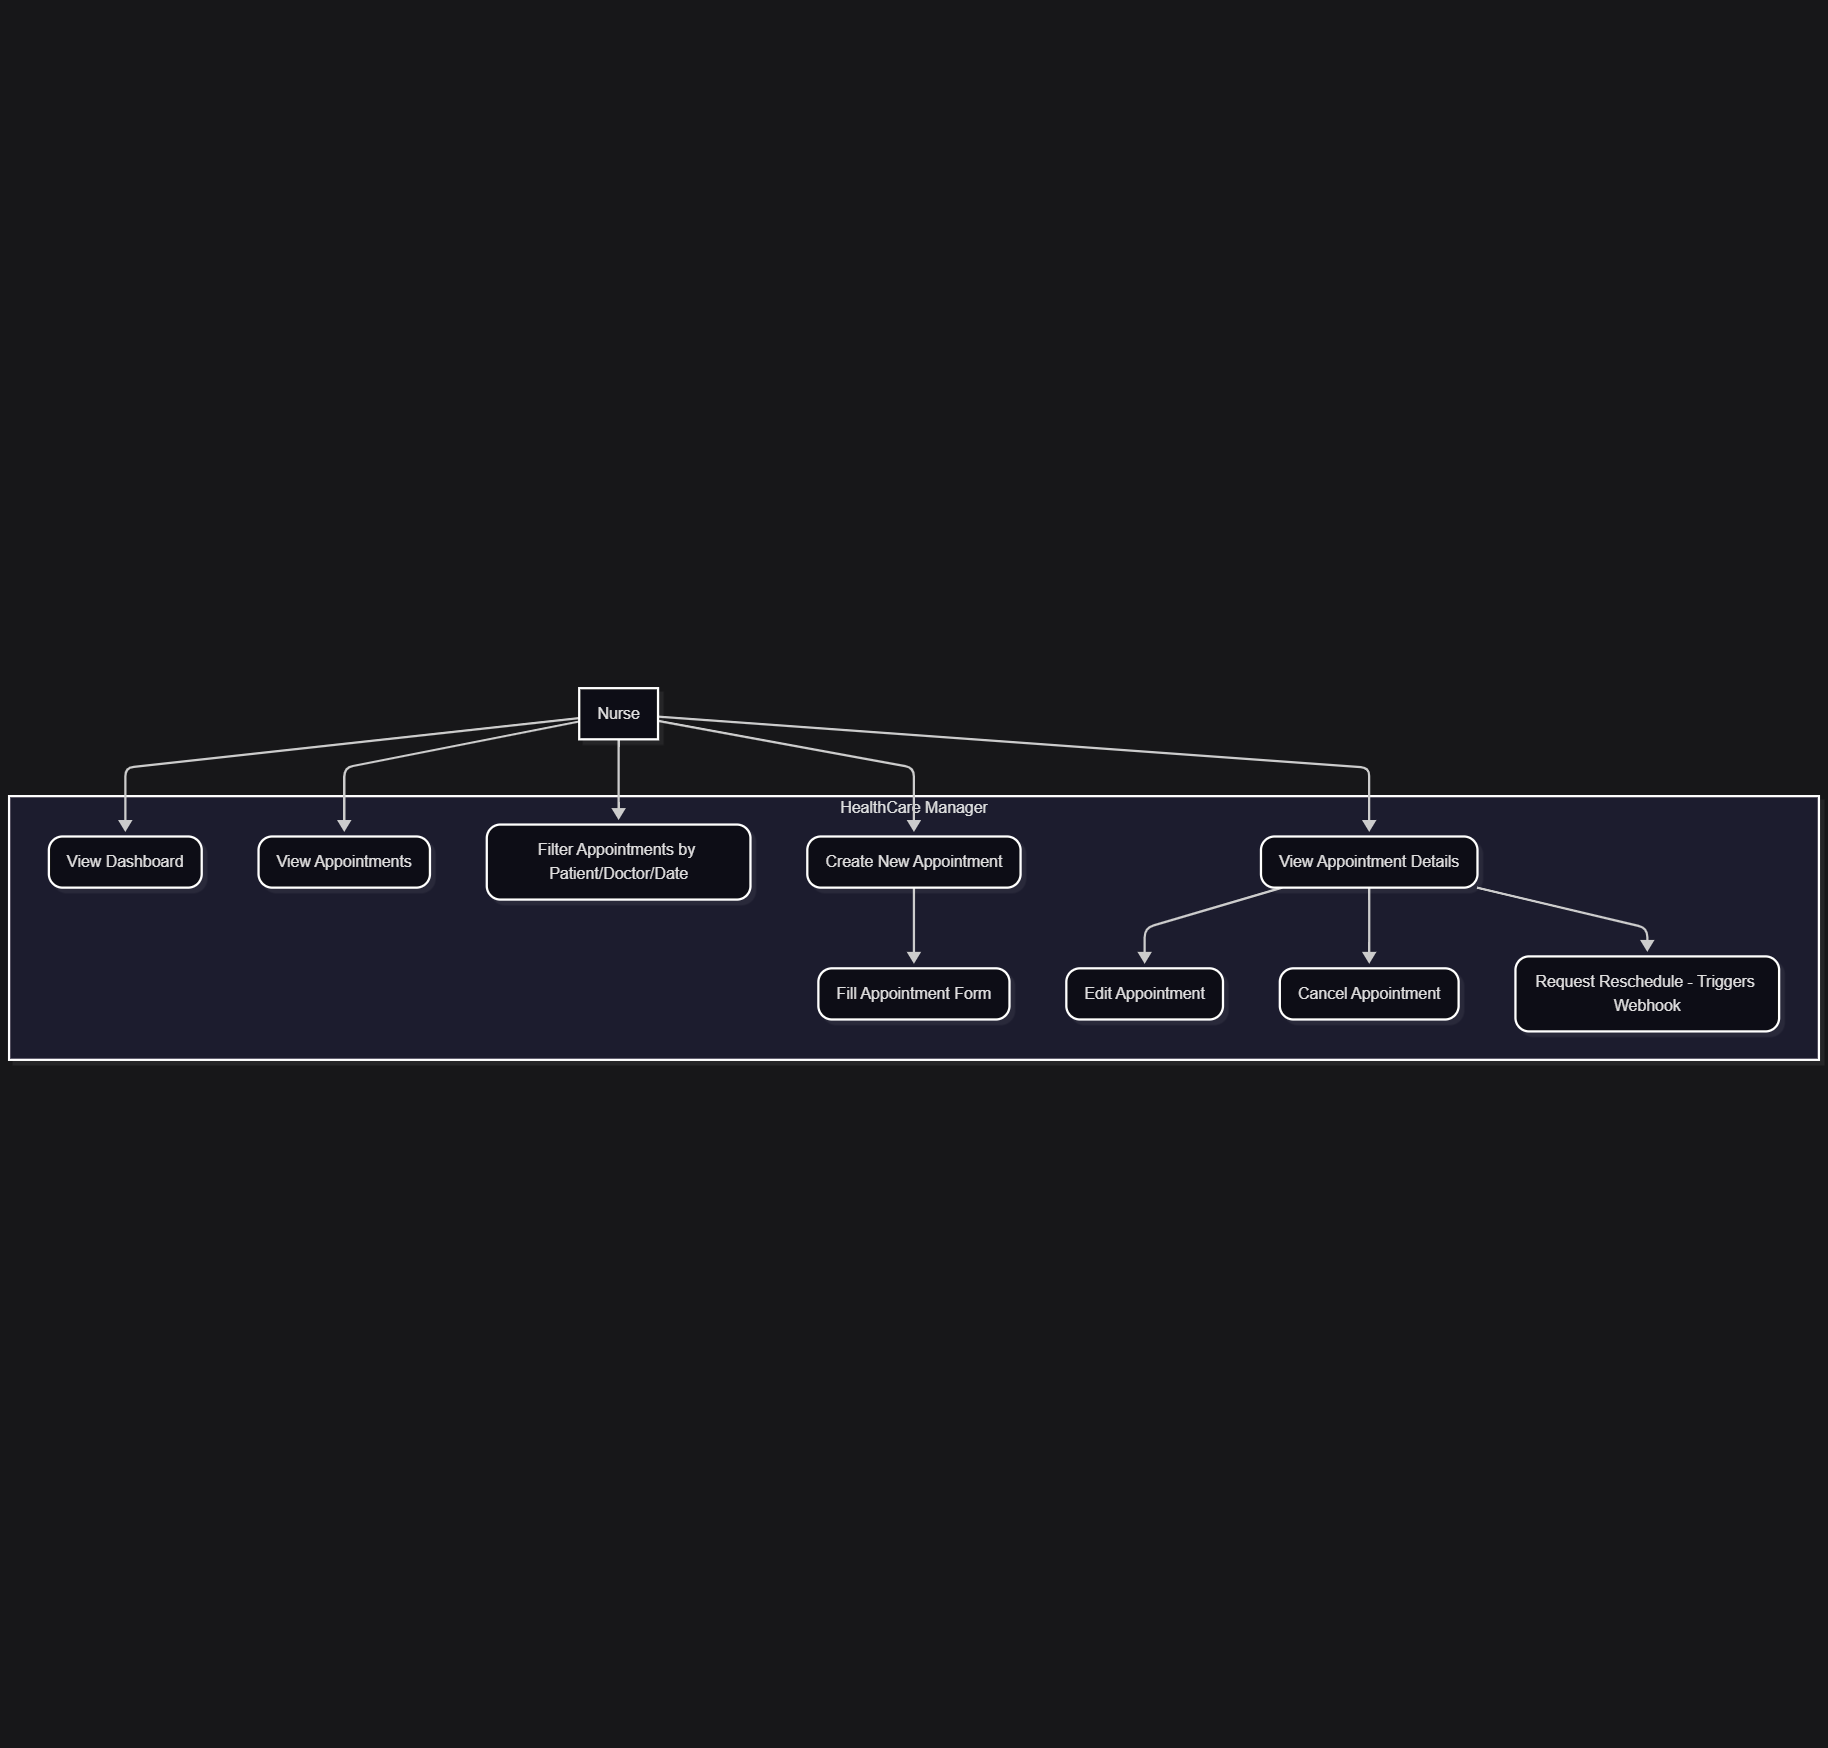 Nurse
HealthCare Manager
View Dashboard
View Appointments
Filter Appointments by
Patient/Doctor/Date
Create New Appointment
View Appointment Details
Fill Appointment Form
Edit Appointment
Cancel Appointment
Request Reschedule - Triggers
Webhook